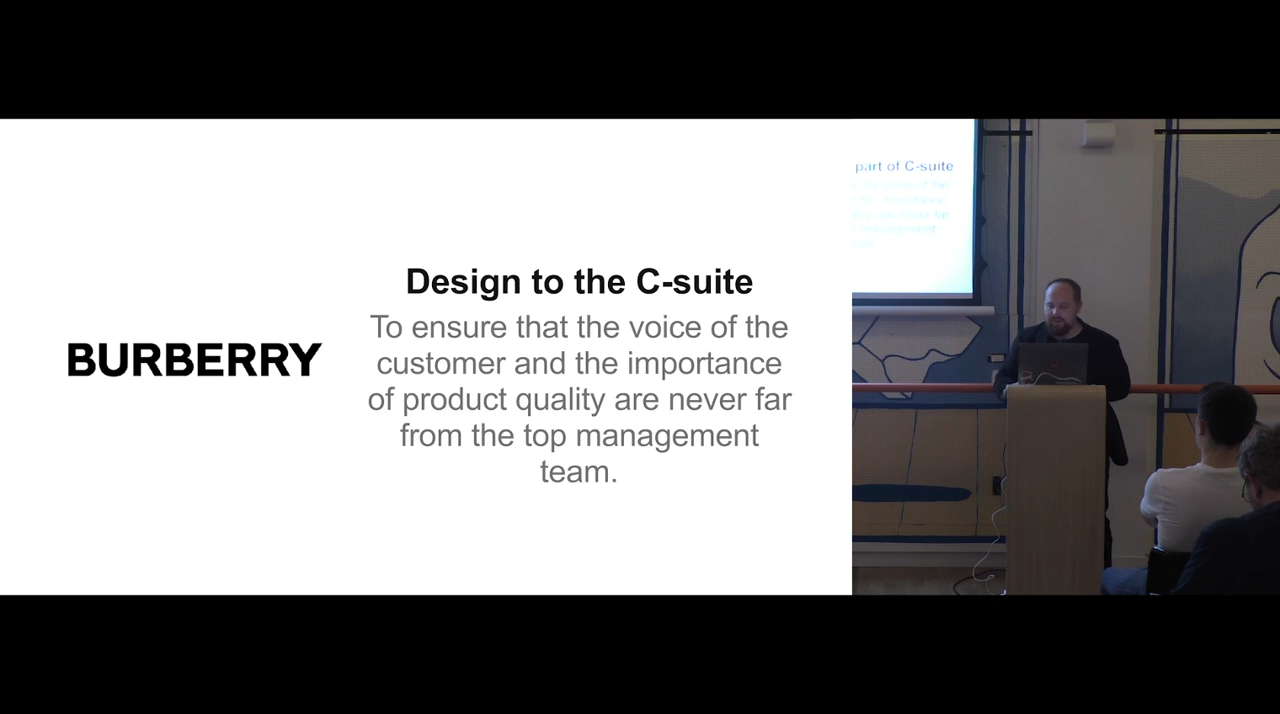 Design to the C-suite
To ensure that the voice of the
customer and the importance
of product quality are never far
from the top management
team.
BURBERRY
part of C-suite